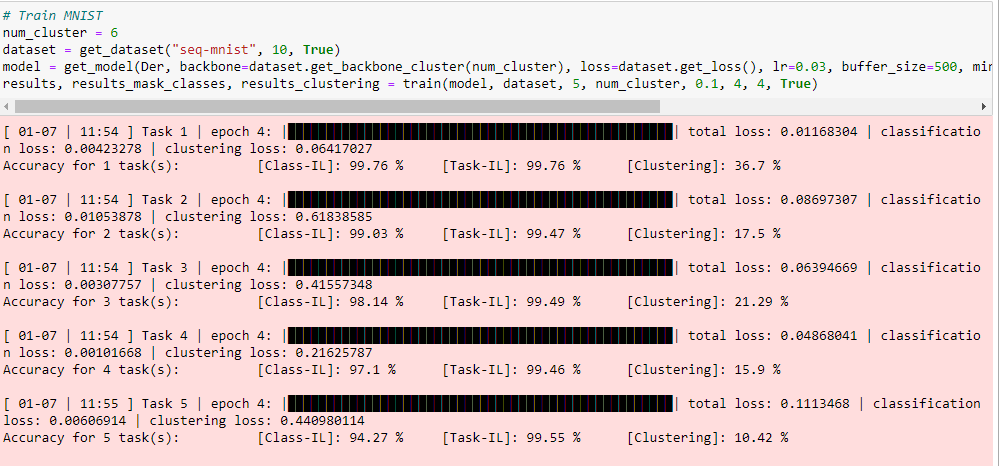 # Train MNIST
num_cluster = 6
dataset = get_dataset("seq-mnist", 10, True)
model = get_model(Der, backbone=dataset.get_backbone_cluster(num_cluster), loss=dataset.get_loss(), lr=0.03, buffer_size=500, min
results, results_mask_classes, results_clustering = train(model, dataset, 5, num_cluster, 0.1, 4, 4, True)
[ 01-07 | 11:54 ] Task 1 | epoch 4: | | total loss: 0.01168304 | classificatio
n loss: 0.00423278 | clustering loss: 0.06417027
Accuracy for 1 task(s): [Class-IL]: 99.76 % [Task-IL]: 99.76 % [Clustering]: 36.7 %
[ 01-07 | 11:54 ] Task 2 | epoch 4: | | total loss: 0.08697307 | classificatio
n loss: 0.01053878 | clustering loss: 0.61838585
Accuracy for 2 task(s): [Class-IL]: 99.03 % [Task-IL]: 99.47 % [Clustering]: 17.5 %
[ 01-07 | 11:54 ] Task 3 | epoch 4: | | total loss: 0.06394669 | classificatio
n loss: 0.00307757 | clustering loss: 0.41557348
Accuracy for 3 task(s): [Class-IL]: 98.14 % [Task-IL]: 99.49 % [Clustering]: 21.29 %
[ 01-07 | 11:54 ] Task 4 | epoch 4: | | total loss: 0.04868041 | classificatio
n loss: 0.00101668 | clustering loss: 0.21625787
Accuracy for 4 task(s): [Class-IL]: 97.1 % [Task-IL]: 99.46 % [Clustering]: 15.9 %
[ 01-07 | 11:55 ] Task 5 | epoch 4: | | total loss: 0.1113468 | classification
loss: 0.00606914 | clustering loss: 0.440980114
Accuracy for 5 task(s): [Class-IL]: 94.27 % [Task-IL]: 99.55 % [Clustering]: 10.42 %